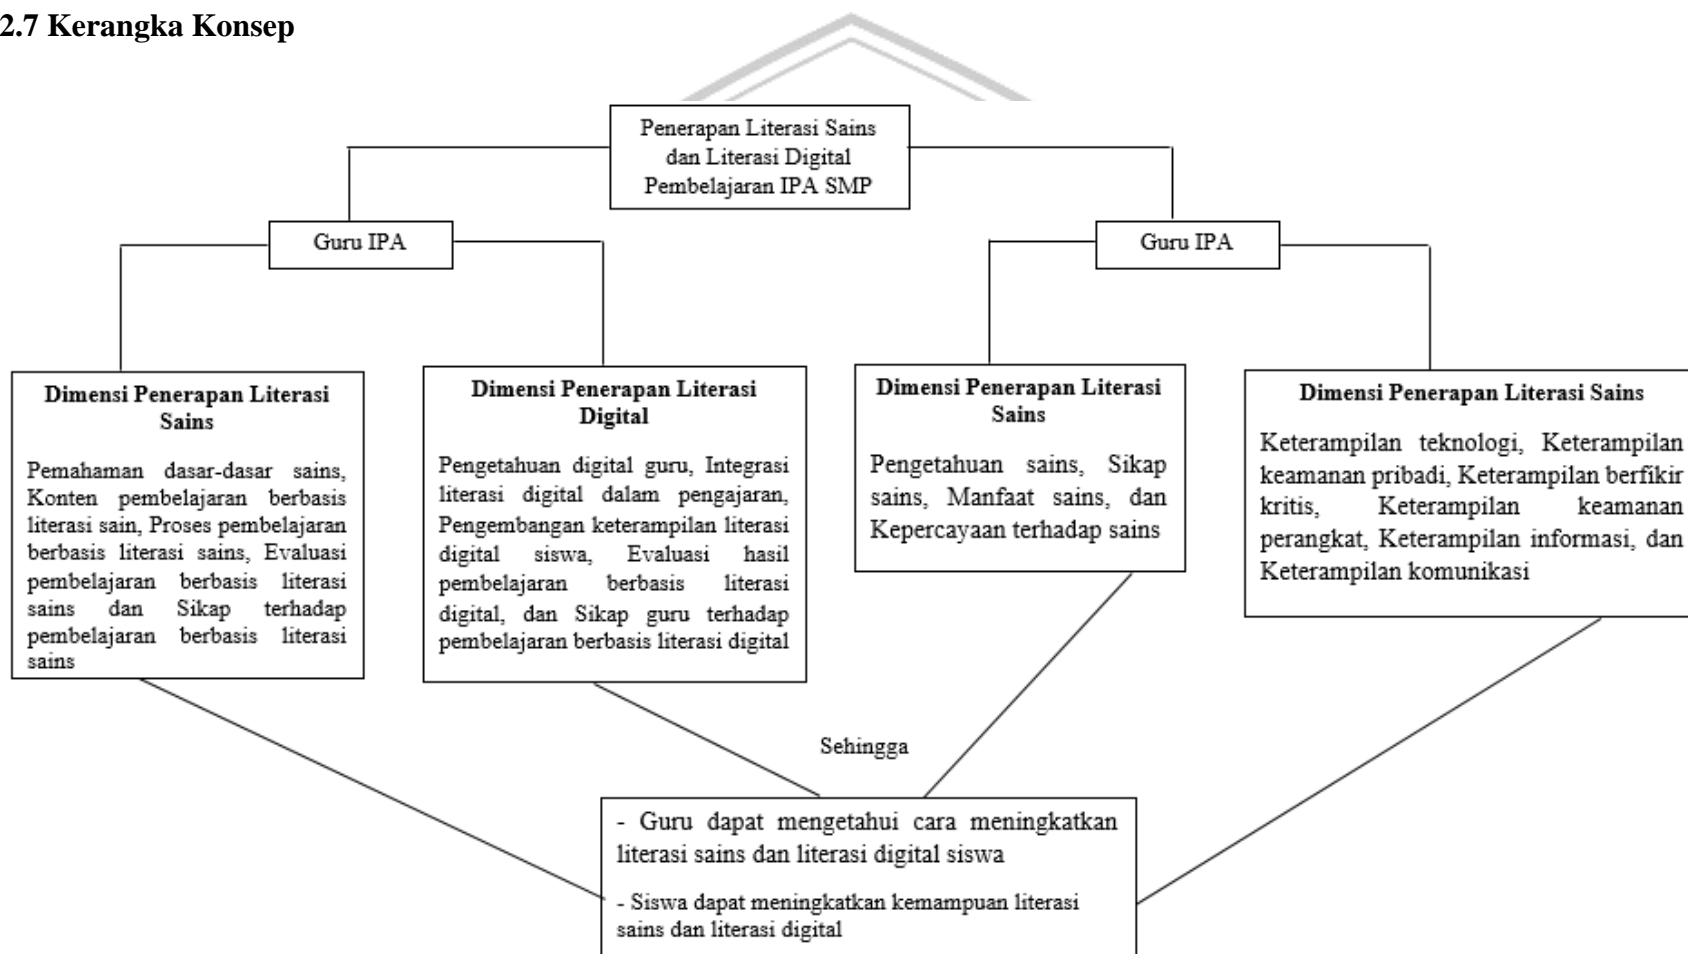 2.7 Kerangka Konsep
Penerapan Literasi Sains
dan Literasi Digital
Pembelajaran IPA SMP
Guru IPA
Guru IPA
Dimensi Penerapan Literasi
Sains
Pemahaman dasar-dasar sains,
Konten pembelajaran berbasis
literasi sain, Proses pembelajaran
berbasis literasi sains, Evaluasi
pembelajaran berbasis literasi
sains dan Sikap terhadap
pembelajaran berbasis literasi
sains
Dimensi Penerapan Literasi
Digital
Pengetahuan digital guru, Integrasi
literasi digital dalam pengajaran,
Pengembangan keterampilan literasi
digital siswa, Evaluasi hasil
pembelajaran berbasis literasi
digital, dan Sikap guru terhadap
pembelajaran berbasis literasi digital
Dimensi Penerapan Literasi
Sains
Pengetahuan sains, Sikap
sains, Manfaat sains, dan
Kepercayaan terhadap sains
Dimensi Penerapan Literasi Sains
Keterampilan teknologi, Keterampilan
keamanan pribadi, Keterampilan berfikir
kritis, Keterampilan keamanan
perangkat, Keterampilan informasi, dan
Keterampilan komunikasi
Sehingga
- Guru dapat mengetahui cara meningkatkan
literasi sains dan literasi digital siswa
- Siswa dapat meningkatkan kemampuan literasi
sains dan literasi digital